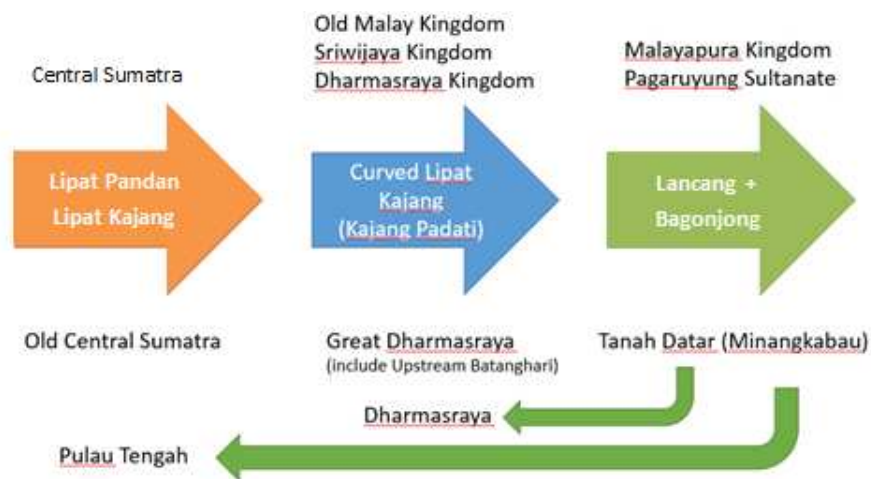 Central Sumatra
Old Malay Kingdom
Sriwijaya Kingdom
Dharmasraya Kingdom
Malayapura Kingdom
Pagaruyung Sultanate
Lipat Pandan
Lipat Kajang
Curved Lipat
Kajang
(Kajang Padati)
Lancang +
Bagonjong
Old Central Sumatra
Great Dharmasraya
(include Upstream Batanghari)
Tanah Datar (Minangkabau)
Dharmasraya
Pulau Tengah